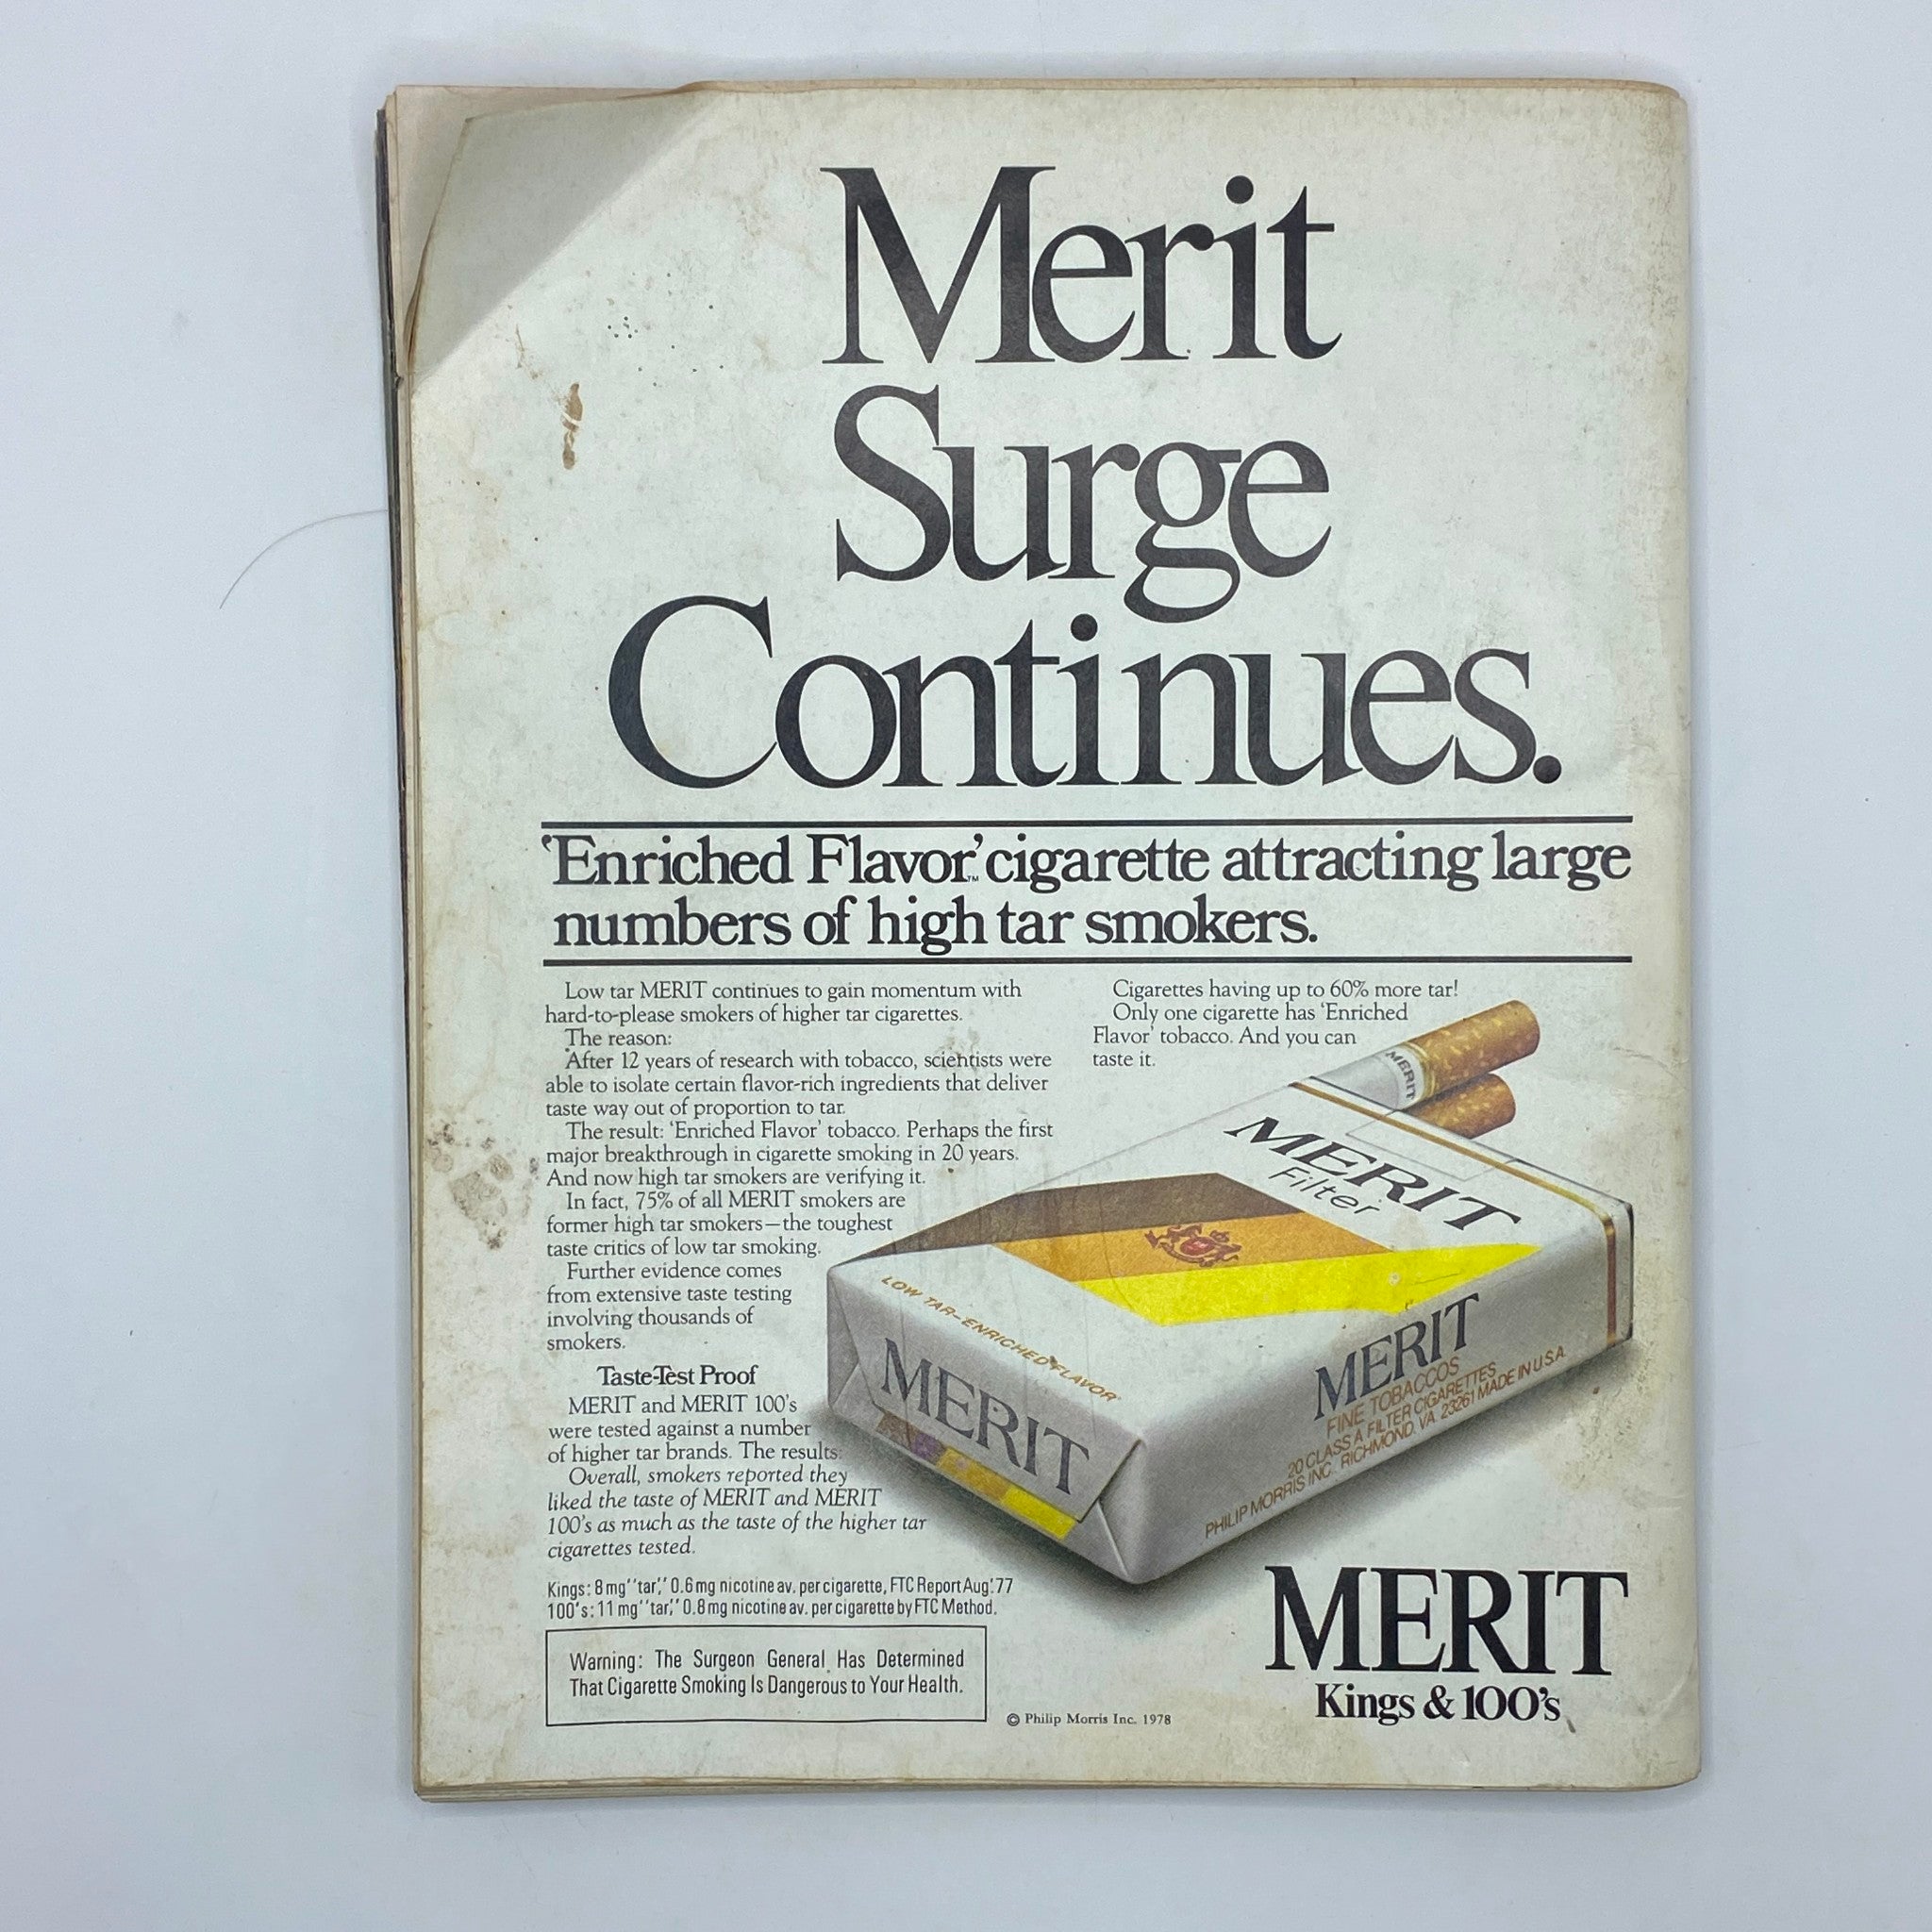 Merit
Surge
Continues.
‘Enriched Flavor,’™ cigarette attracting large
numbers of high tar smokers.
Low tar MERIT continues to gain momentum with
hard-to-please smokers of higher tar cigarettes.
The reason:
After 12 years of research with tobacco, scientists were
able to isolate certain flavor-rich ingredients that deliver
taste way out of proportion to tar.
The result: ‘Enriched Flavor’ tobacco. Perhaps the first
major breakthrough in cigarette smoking in 20 years.
And now high tar smokers are verifying it.
In fact, 75% of all MERIT smokers are
former high tar smokers—the toughest
taste critics of low tar smoking.
Further evidence comes
from extensive taste testing
involving thousands of
smokers.
Taste-Test Proof
MERIT and MERIT 100's
were tested against a number
of higher tar brands. The results:
Overall, smokers reported they
liked the taste of MERIT and MERIT
100's as much as the taste of the higher tar
cigarettes tested.
Cigarettes having up to 60% more tar!
Only one cigarette has ‘Enriched
Flavor’ tobacco. And you can
taste it.
MERIT
MERIT
Filter
LOW TAR–ENRICHED FLAVOR
MERIT
MERIT
FINE TOBACCOS
20 CLASS A FILTER CIGARETTES
PHILIP MORRIS INC. RICHMOND, VA. 23261 MADE IN U.S.A.
Kings: 8 mg''tar,'' 0.6 mg nicotine av. per cigarette, FTC Report Aug.'77
100's: 11 mg''tar,'' 0.8 mg nicotine av. per cigarette by FTC Method.
Warning: The Surgeon General Has Determined
That Cigarette Smoking Is Dangerous to Your Health.
© Philip Morris Inc. 1978
MERIT
Kings & 100's